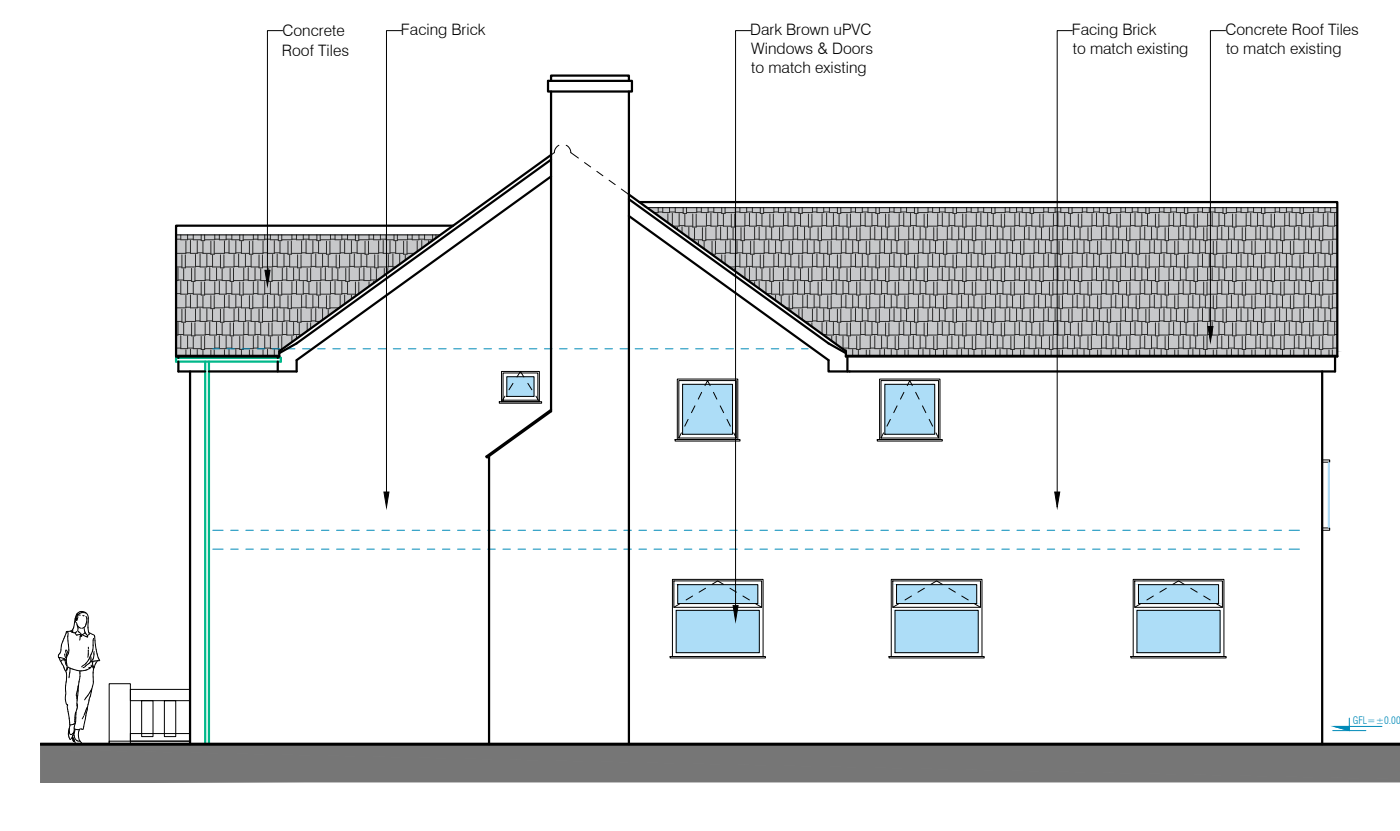 Concrete
Roof Tiles
Facing Brick
Dark Brown uPVC
Windows & Doors
to match existing
Facing Brick
to match existing
Concrete Roof Tiles
to match existing
GFL= ±0.00